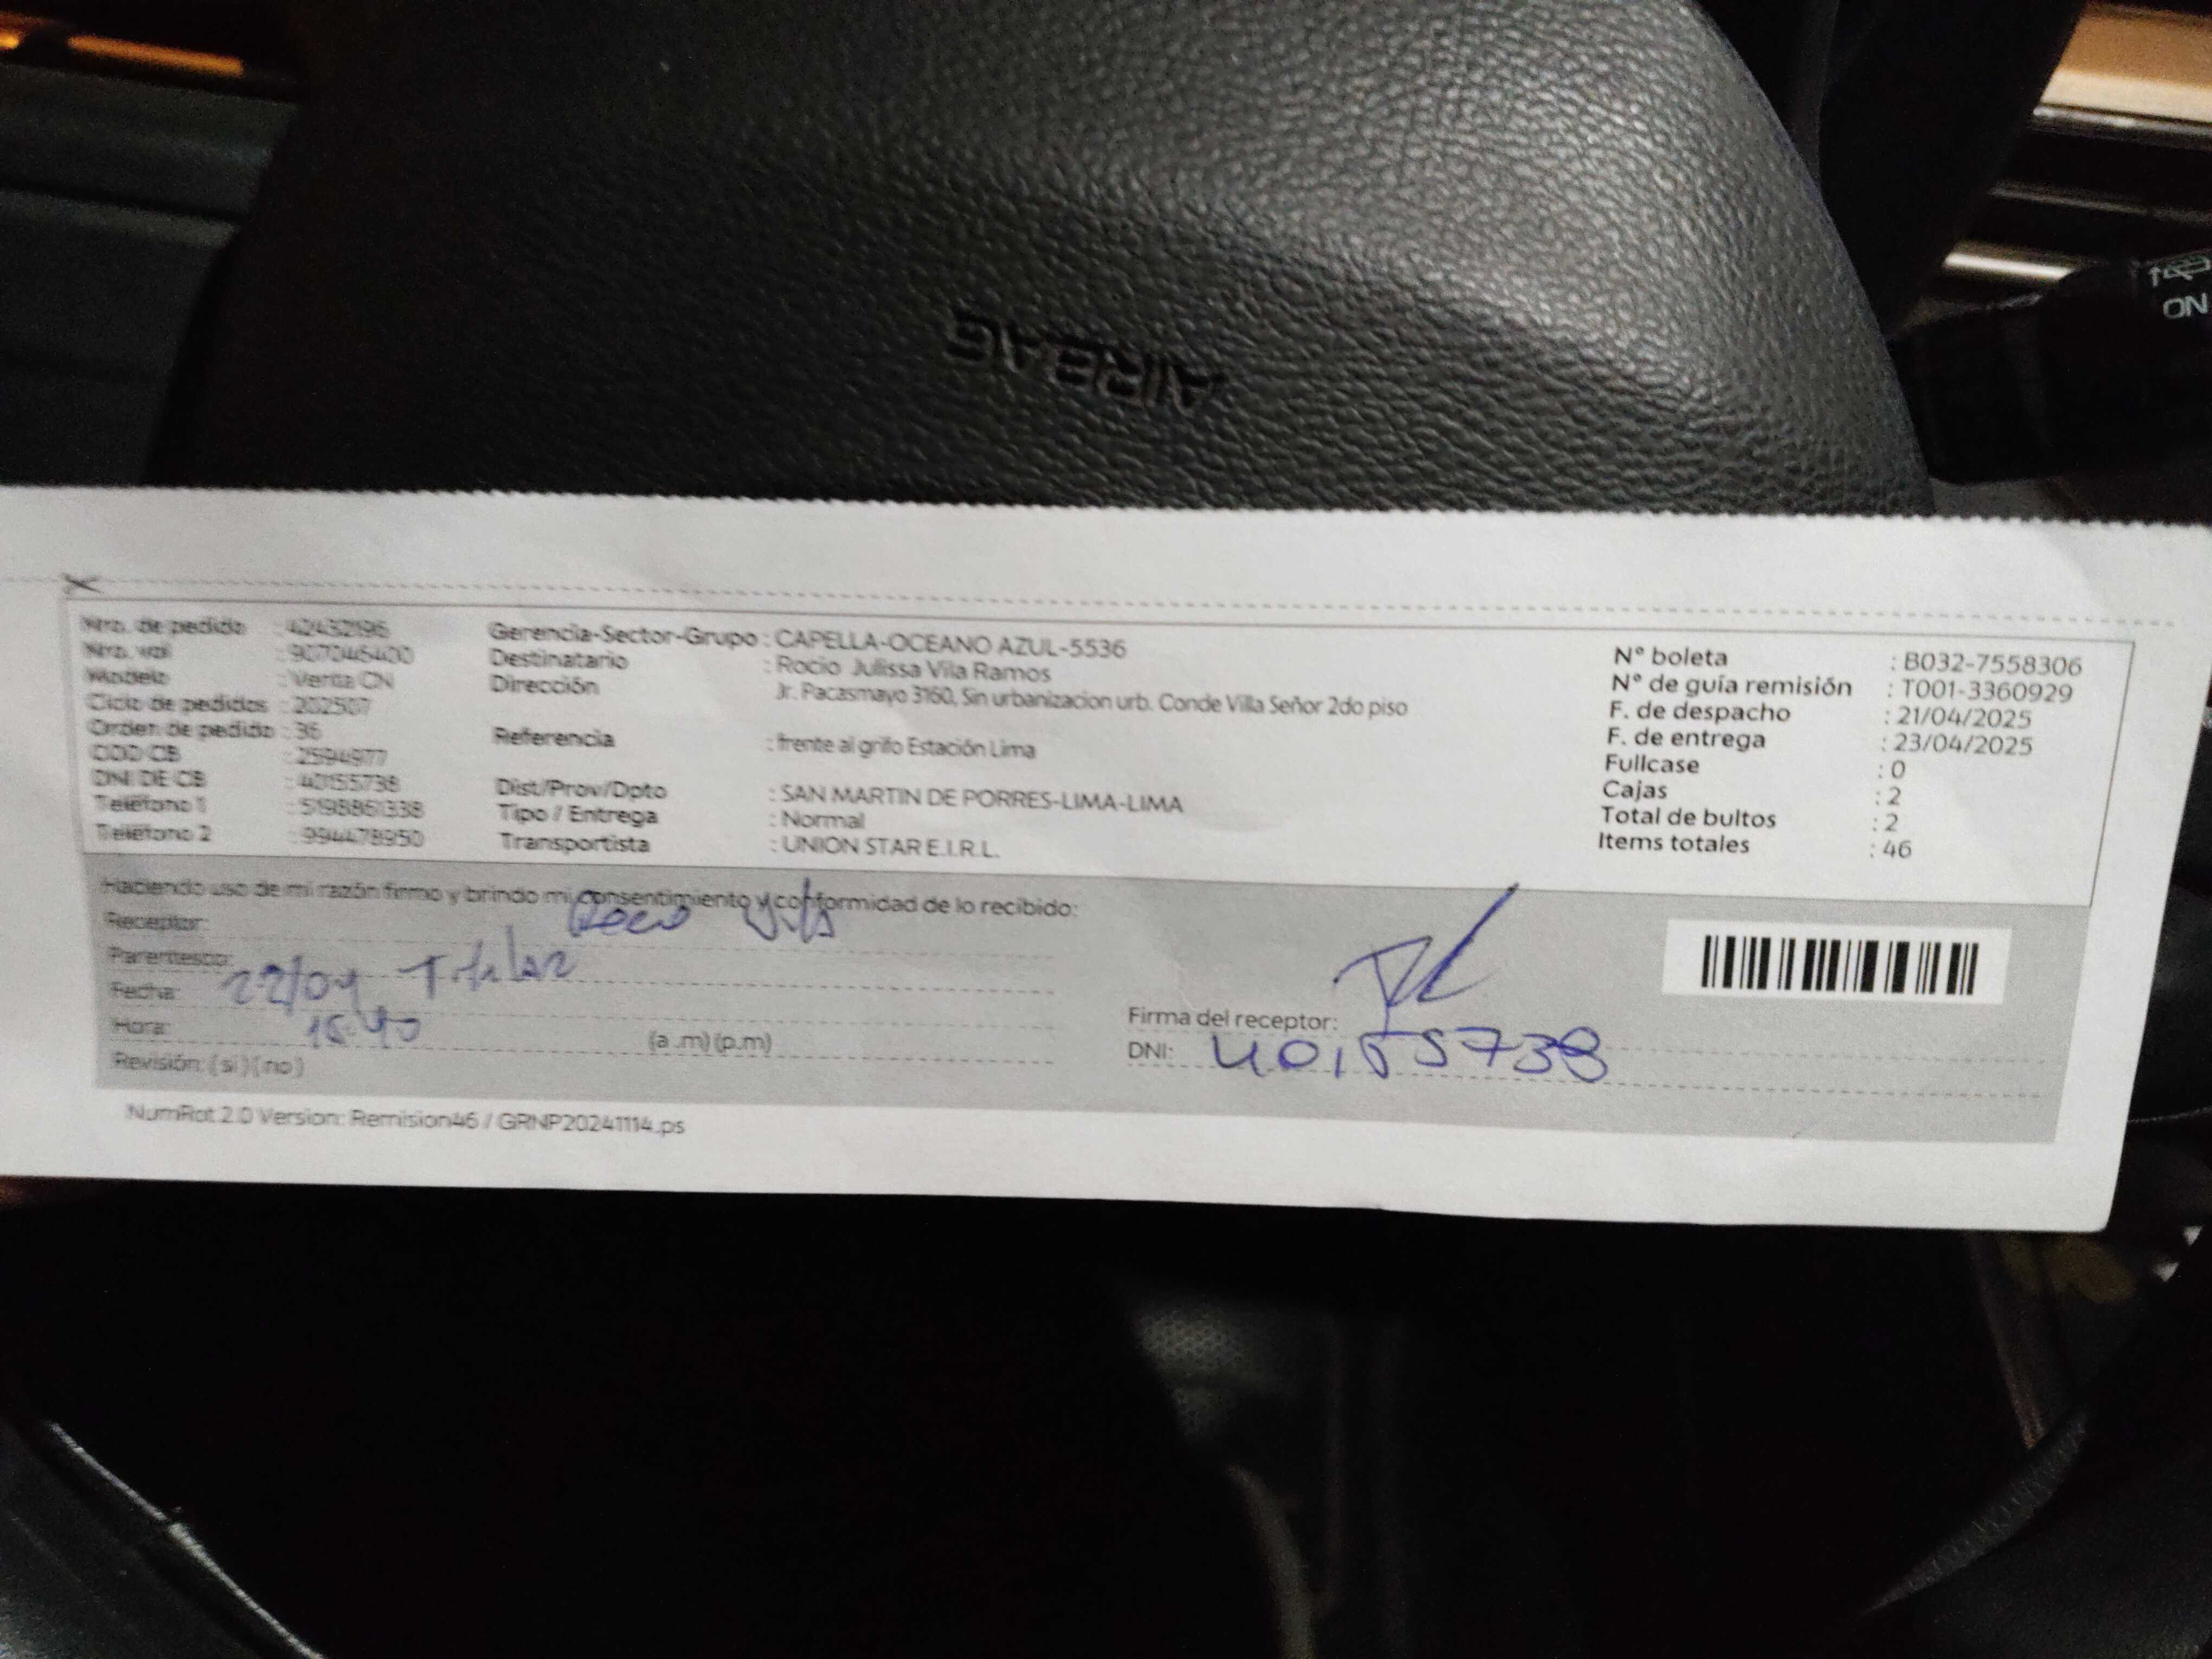 AIRBAG
ON
Nro. de pedido : 42432196
Nro. val : 907046400
Modelo : Venta CN
Ciclo de pedidos : 202507
Orden de pedido : 36
COD CB : 2594977
DNI DE CB : 40155738
Teléfono 1 : 5198861338
Teléfono 2 : 994478950
Gerencia-Sector-Grupo : CAPELLA-OCEANO AZUL-5536
Destinatario : Rocio Julissa Vila Ramos
Dirección Jr. Pacasmayo 3160, Sin urbanizacion urb. Conde Villa Señor 2do piso
Referencia : frente al grifo Estación Lima
Dist/Prov/Dpto : SAN MARTIN DE PORRES-LIMA-LIMA
Tipo / Entrega : Normal
Transportista : UNION STAR E.I.R.L.
N° boleta : B032-7558306
N° de guía remisión : T001-3360929
F. de despacho : 21/04/2025
F. de entrega : 23/04/2025
Fullcase : 0
Cajas : 2
Total de bultos : 2
Items totales : 46
Haciendo uso de mi razón firmo y brindo mi consentimiento y conformidad de lo recibido:
Receptor: Vila
Parentesco: Titular
Fecha: 22/04
Hora: 15:40 (a .m) (p.m)
Revisión: (si) (no)
Firma del receptor:
DNI: 40155738
NumRot 2.0 Version: Remision46 / GRNP20241114.ps